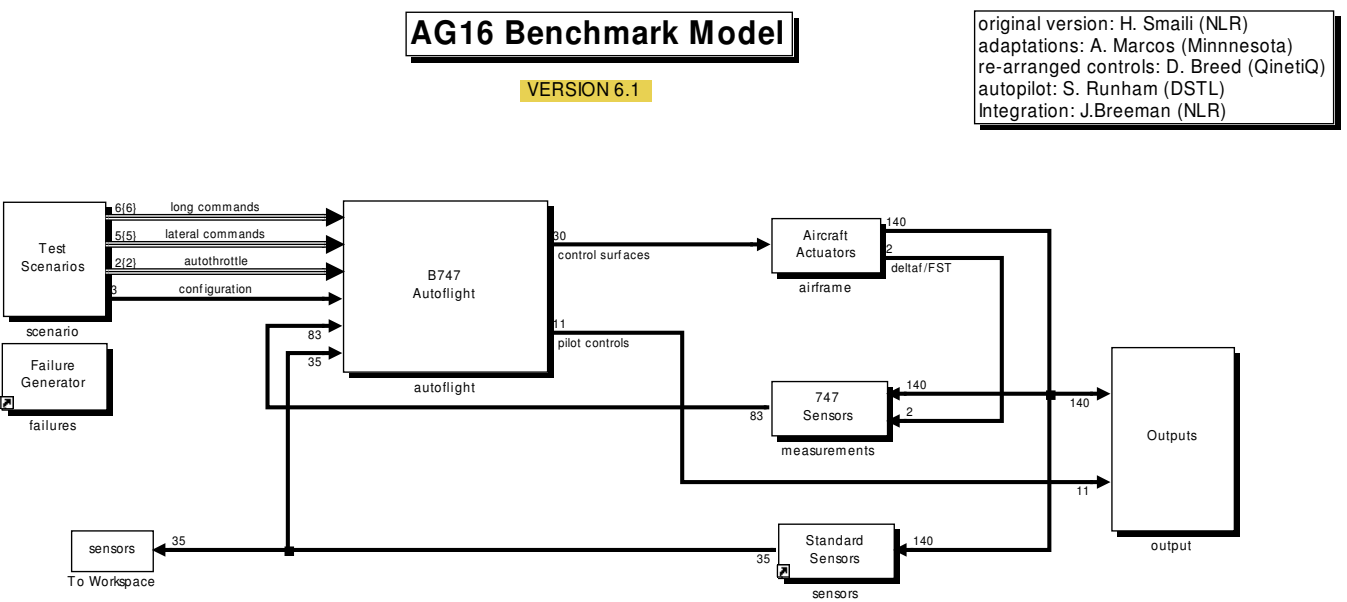 AG16 Benchmark Model
VERSION 6.1
original version: H. Smaili (NLR)
adaptations: A. Marcos (Minnnesota)
re-arranged controls: D. Breed (QinetiQ)
autopilot: S. Runham (DSTL)
Integration: J.Breeman (NLR)
Test
Scenarios
scenario
6{6}
long commands
5{5}
lateral commands
2{2}
autothrottle
3
configuration
83
35
Failure
Generator
failures
B747
Autoflight
autoflight
30
control surfaces
11
pilot controls
Aircraft
Actuators
airframe
140
2
deltaf/FST
747
Sensors
measurements
140
2
83
140
11
Outputs
output
sensors
To Workspace
35
35
Standard
Sensors
sensors
140